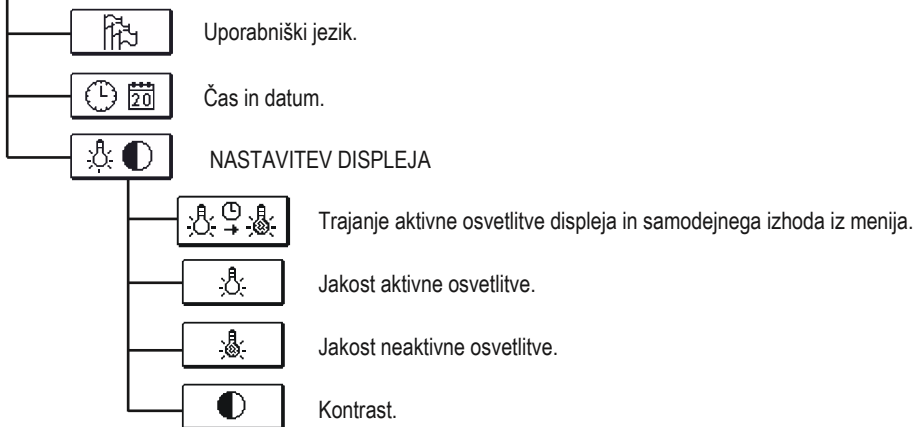 Uporabniški jezik.
20
Čas in datum.
NASTAVITEV DISPLEJA
Trajanje aktivne osvetlitve displeja in samodejnega izhoda iz menija.
Jakost aktivne osvetlitve.
Jakost neaktivne osvetlitve.
Kontrast.